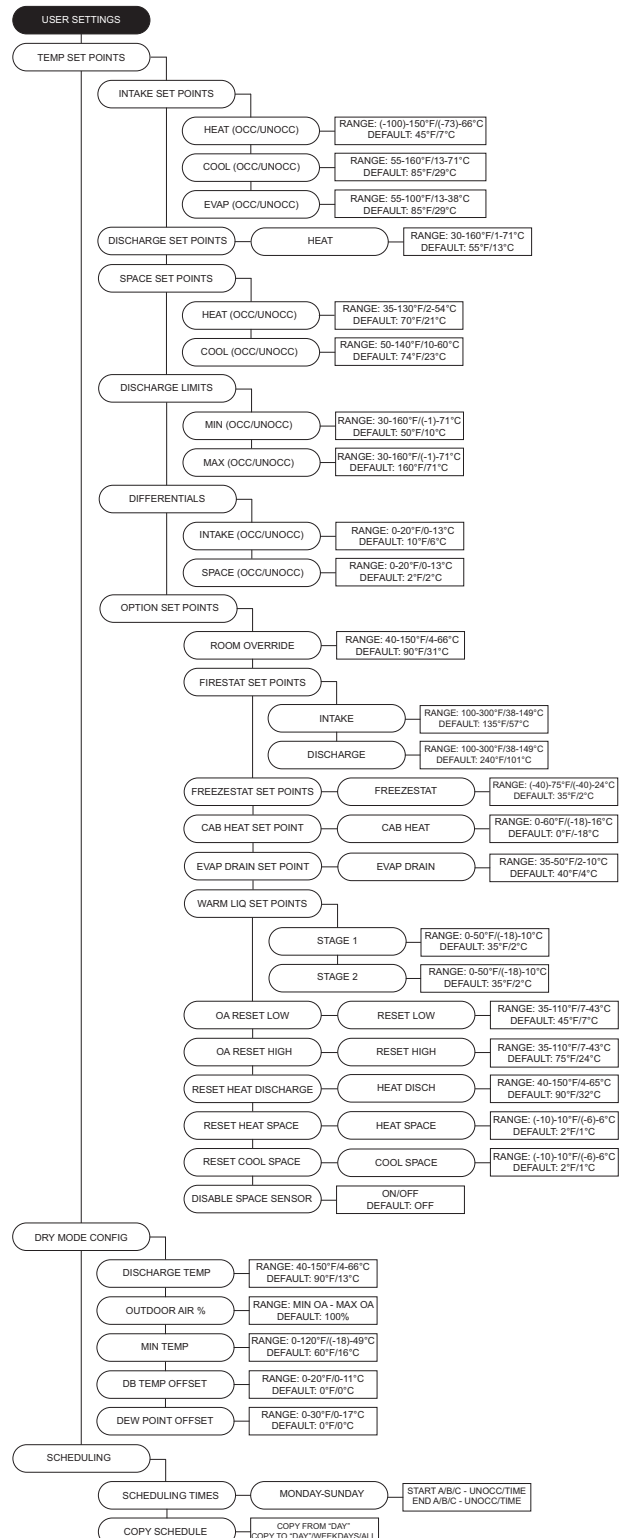 USER SETTINGS
TEMP SET POINTS
INTAKE SET POINTS
HEAT (OCC/UNOCC)
RANGE: (-100)-150°F/(-73)-66°C
DEFAULT: 45°F/7°C
COOL (OCC/UNOCC)
RANGE: 55-160°F/13-71°C
DEFAULT: 85°F/29°C
EVAP (OCC/UNOCC)
RANGE: 55-100°F/13-38°C
DEFAULT: 85°F/29°C
DISCHARGE SET POINTS
HEAT
RANGE: 30-160°F/1-71°C
DEFAULT: 55°F/13°C
SPACE SET POINTS
HEAT (OCC/UNOCC)
RANGE: 35-130°F/2-54°C
DEFAULT: 70°F/21°C
COOL (OCC/UNOCC)
RANGE: 50-140°F/10-60°C
DEFAULT: 74°F/23°C
DISCHARGE LIMITS
MIN (OCC/UNOCC)
RANGE: 30-160°F/(-1)-71°C
DEFAULT: 50°F/10°C
MAX (OCC/UNOCC)
RANGE: 30-160°F/(-1)-71°C
DEFAULT: 160°F/71°C
DIFFERENTIALS
INTAKE (OCC/UNOCC)
RANGE: 0-20°F/0-13°C
DEFAULT: 10°F/6°C
SPACE (OCC/UNOCC)
RANGE: 0-20°F/0-13°C
DEFAULT: 2°F/2°C
OPTION SET POINTS
ROOM OVERRIDE
RANGE: 40-150°F/4-66°C
DEFAULT: 90°F/31°C
FIRESTAT SET POINTS
INTAKE
RANGE: 100-300°F/38-149°C
DEFAULT: 135°F/57°C
DISCHARGE
RANGE: 100-300°F/38-149°C
DEFAULT: 240°F/101°C
FREEZESTAT SET POINTS
FREEZESTAT
RANGE: (-40)-75°F/(-40)-24°C
DEFAULT: 35°F/2°C
CAB HEAT SET POINT
CAB HEAT
RANGE: 0-60°F/(-18)-16°C
DEFAULT: 0°F/-18°C
EVAP DRAIN SET POINT
EVAP DRAIN
RANGE: 35-50°F/2-10°C
DEFAULT: 40°F/4°C
WARM LIQ SET POINTS
STAGE 1
RANGE: 0-50°F/(-18)-10°C
DEFAULT: 35°F/2°C
STAGE 2
RANGE: 0-50°F/(-18)-10°C
DEFAULT: 35°F/2°C
OA RESET LOW
RESET LOW
RANGE: 35-110°F/7-43°C
DEFAULT: 45°F/7°C
OA RESET HIGH
RESET HIGH
RANGE: 35-110°F/7-43°C
DEFAULT: 75°F/24°C
RESET HEAT DISCHARGE
HEAT DISCH
RANGE: 40-150°F/4-65°C
DEFAULT: 90°F/32°C
RESET HEAT SPACE
HEAT SPACE
RANGE: (-10)-10°F/(-6)-6°C
DEFAULT: 2°F/1°C
RESET COOL SPACE
COOL SPACE
RANGE: (-10)-10°F/(-6)-6°C
DEFAULT: 2°F/1°C
DISABLE SPACE SENSOR
ON/OFF
DEFAULT: OFF
DRY MODE CONFIG
DISCHARGE TEMP
RANGE: 40-150°F/4-66°C
DEFAULT: 90°F/13°C
OUTDOOR AIR %
RANGE: MIN OA - MAX OA
DEFAULT: 100%
MIN TEMP
RANGE: 0-120°F/(-18)-49°C
DEFAULT: 60°F/16°C
DB TEMP OFFSET
RANGE: 0-20°F/0-11°C
DEFAULT: 0°F/0°C
DEW POINT OFFSET
RANGE: 0-30°F/0-17°C
DEFAULT: 0°F/0°C
SCHEDULING
SCHEDULING TIMES
MONDAY-SUNDAY
START A/B/C - UNOCC/TIME
END A/B/C - UNOCC/TIME
COPY SCHEDULE
COPY FROM "DAY"
COPY TO "DAY"/WEEKDAYS/ALL